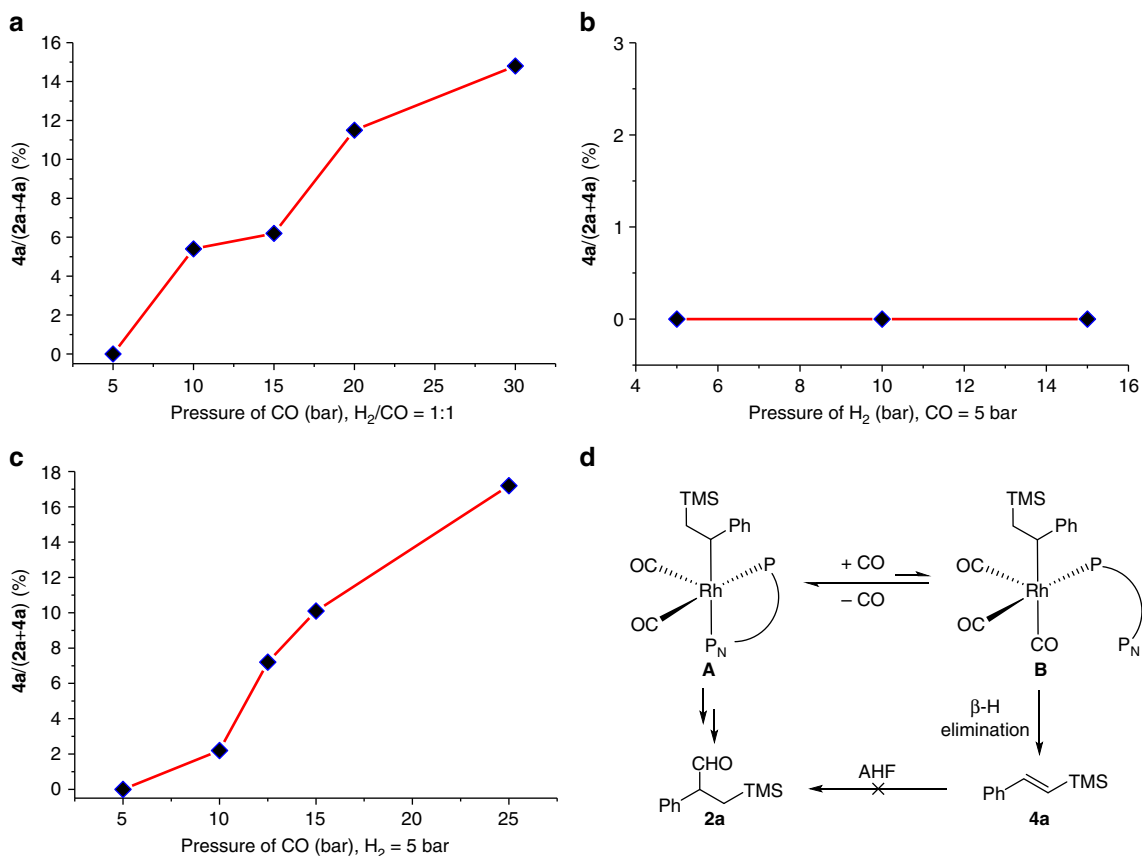 a
16
14
12
10
8
6
4
2
0
4a/(2a+4a) (%)
5 10 15 20 25 30
Pressure of CO (bar), H₂/CO = 1:1
b
3
2
1
0
4a/(2a+4a) (%)
4 6 8 10 12 14 16
Pressure of H₂ (bar), CO = 5 bar
c
18
16
14
12
10
8
6
4
2
0
4a/(2a+4a) (%)
5 10 15 20 25
Pressure of CO (bar), H₂ = 5 bar
d
TMS
Ph
OC
P
Rh
OC
P_N
A
+ CO
– CO
TMS
Ph
OC
P
Rh
OC
CO
P_N
B
β-H
elimination
CHO
Ph
TMS
2a
AHF
Ph
TMS
4a